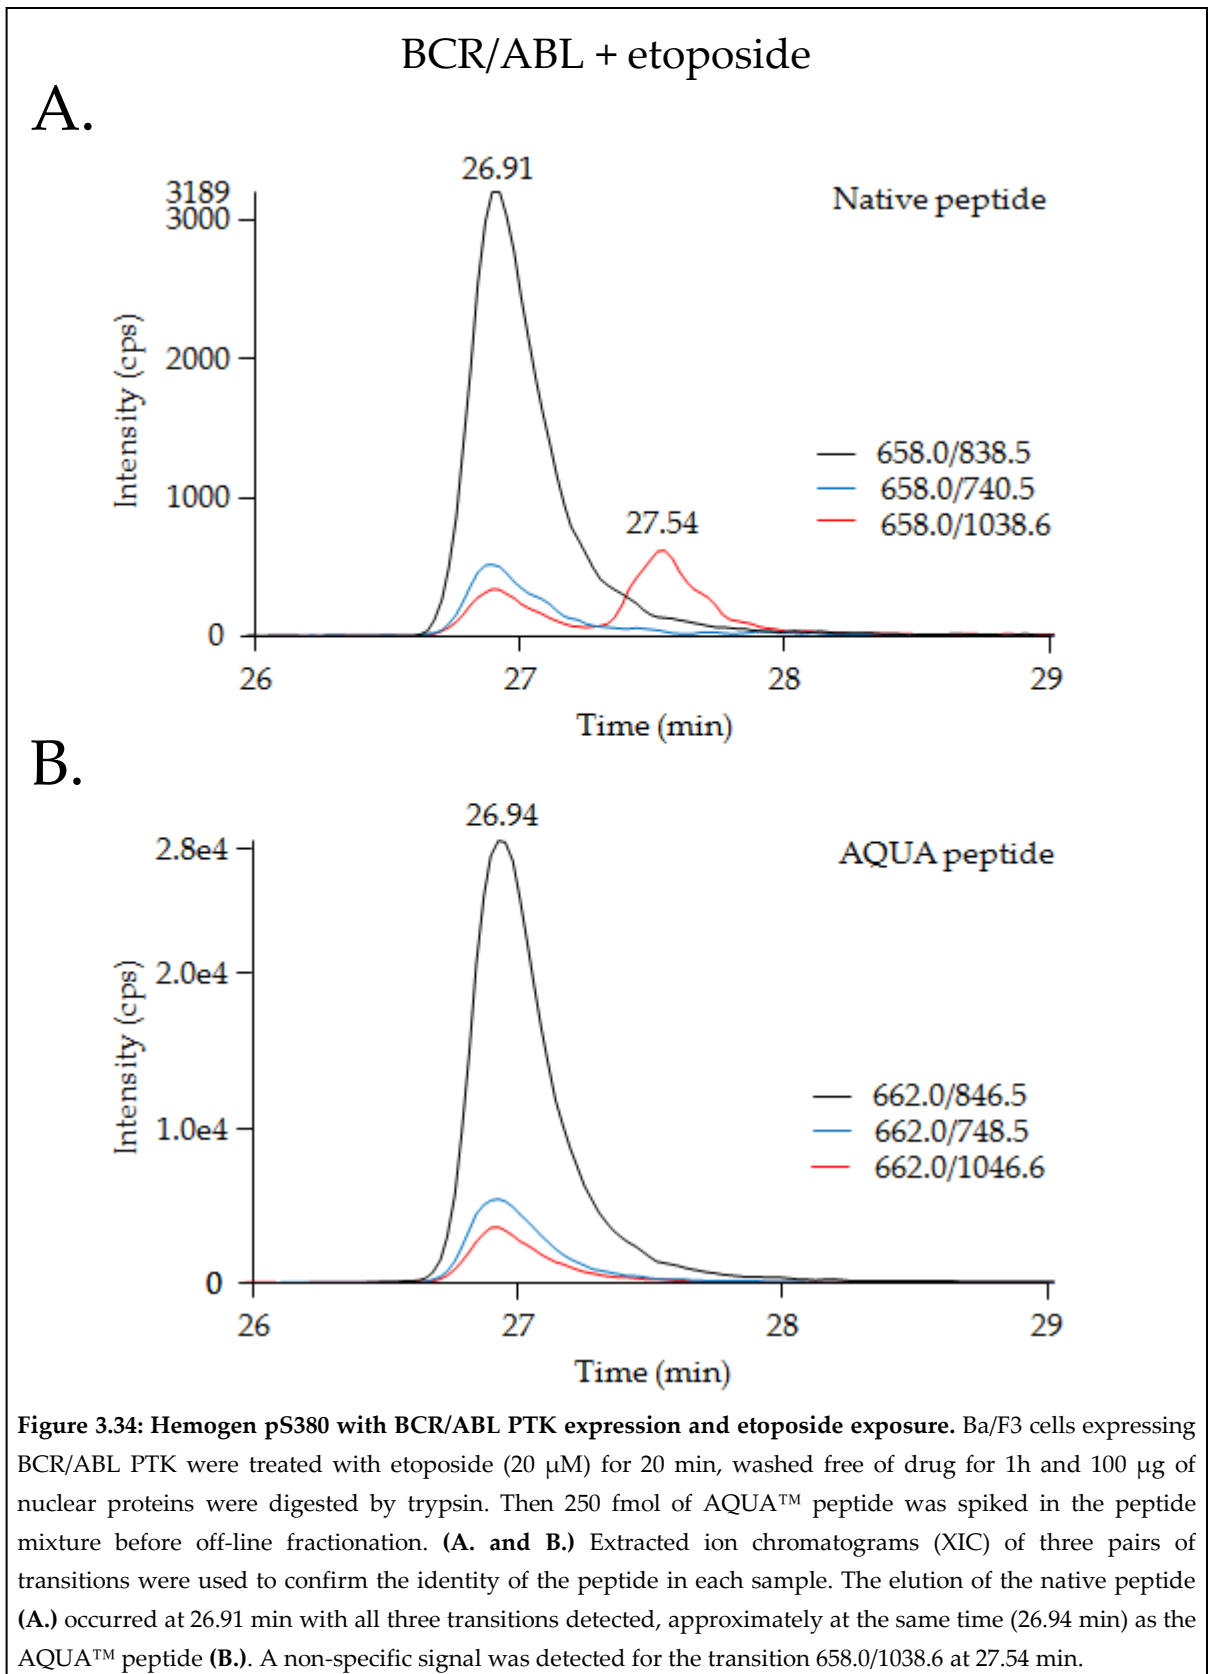 BCR/ABL + etoposide
A.
26.91
3189
3000
Native peptide
2000
Intensity (cps)
658.0/838.5
658.0/740.5
1000
27.54
658.0/1038.6
0
26
27
28
29
Time (min)
B.
26.94
2.8e4
AQUA peptide
2.0e4
Intensity (cps)
662.0/846.5
1.0e4
662.0/748.5
662.0/1046.6
0
26
27
28
29
Time (min)
Figure 3.34: Hemogen pS380 with BCR/ABL PTK expression and etoposide exposure. Ba/F3 cells expressing
BCR/ABL PTK were treated with etoposide (20 µM) for 20 min, washed free of drug for 1h and 100 µg of
nuclear proteins were digested by trypsin. Then 250 fmol of AQUA™ peptide was spiked in the peptide
mixture before off-line fractionation. (A. and B.) Extracted ion chromatograms (XIC) of three pairs of
transitions were used to confirm the identity of the peptide in each sample. The elution of the native peptide
(A.) occurred at 26.91 min with all three transitions detected, approximately at the same time (26.94 min) as the
AQUA™ peptide (B.). A non-specific signal was detected for the transition 658.0/1038.6 at 27.54 min.